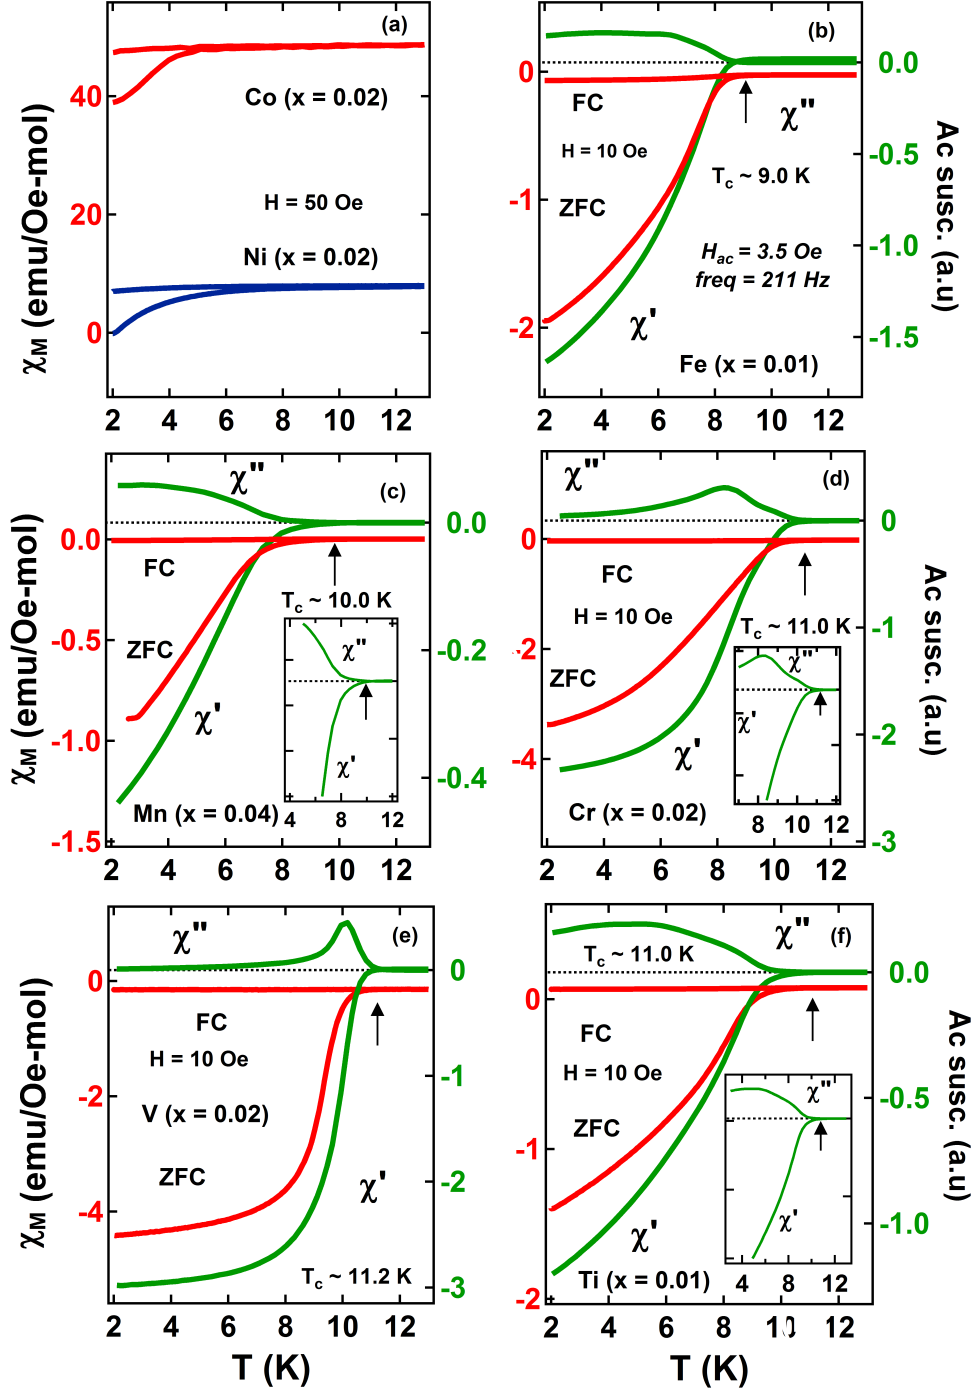 (a)
χM (emu/Oe-mol)
40
20
0
Co (x = 0.02)
H = 50 Oe
Ni (x = 0.02)
2 4 6 8 10 12
(b)
0
-1
-2
FC
χ''
H = 10 Oe
Tc ~ 9.0 K
ZFC
Hac = 3.5 Oe
freq = 211 Hz
χ'
Fe (x = 0.01)
0.0
-0.5
-1.0
-1.5
Ac susc. (a.u)
2 4 6 8 10 12
(c)
χM (emu/Oe-mol)
0.0
-0.5
-1.0
-1.5
χ''
FC
Tc ~ 10.0 K
ZFC
χ''
χ'
χ'
Mn (x = 0.04)
4 8 12
0.0
-0.2
-0.4
2 4 6 8 10 12
(d)
χ''
0
-2
-4
FC
H = 10 Oe
Tc ~ 11.0 K
ZFC
χ''
χ'
χ'
Cr (x = 0.02)
8 10 12
0
-1
-2
-3
Ac susc. (a.u)
2 4 6 8 10 12
(e)
χM (emu/Oe-mol)
0
-2
-4
χ''
FC
H = 10 Oe
V (x = 0.02)
ZFC
χ'
Tc ~ 11.2 K
0
-1
-2
-3
2 4 6 8 10 12
T (K)
(f)
0
-1
-2
χ''
Tc ~ 11.0 K
FC
H = 10 Oe
ZFC
χ''
χ'
χ'
Ti (x = 0.01)
4 8 12
0.0
-0.5
-1.0
Ac susc. (a.u)
2 4 6 8 10 12
T (K)